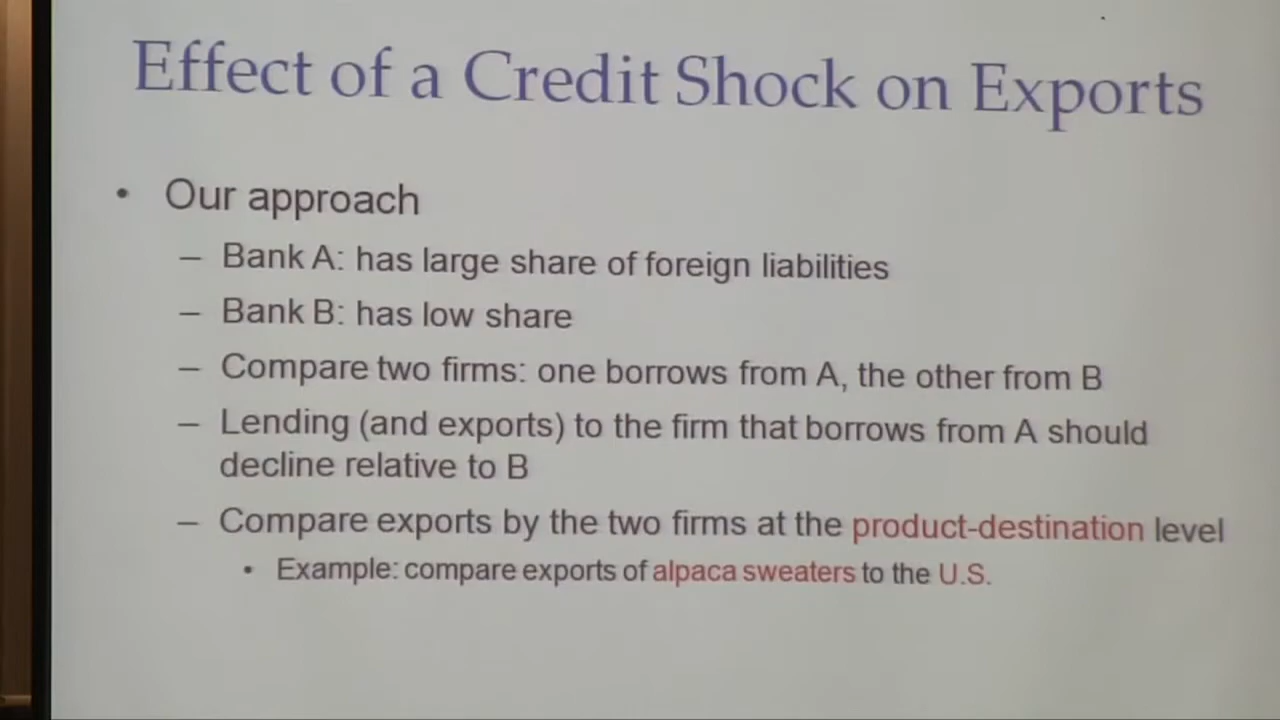 Effect of a Credit Shock on Exports
• Our approach
– Bank A: has large share of foreign liabilities
– Bank B: has low share
– Compare two firms: one borrows from A, the other from B
– Lending (and exports) to the firm that borrows from A should
decline relative to B
– Compare exports by the two firms at the product-destination level
• Example: compare exports of alpaca sweaters to the U.S.